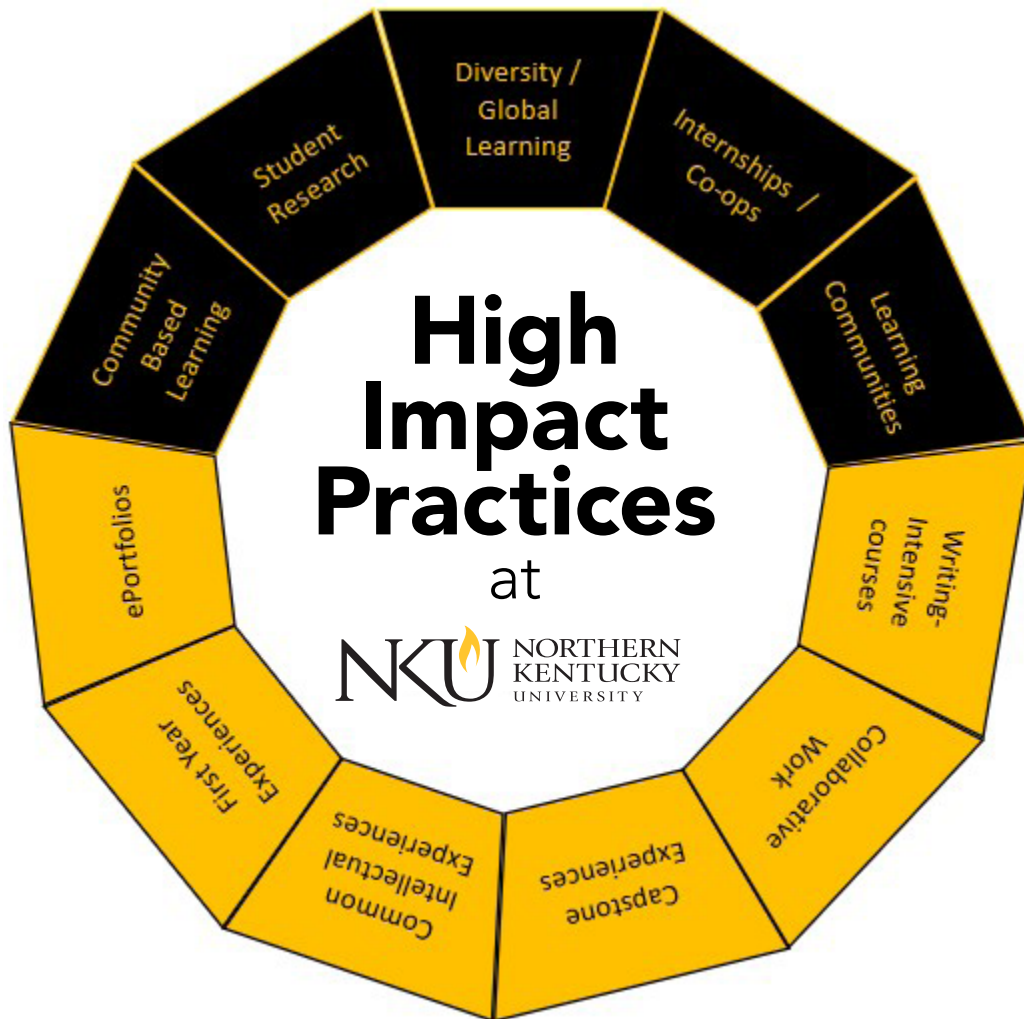 Diversity /
Global
Learning
Internships /
Co-ops
Learning
Communities
Writing-
Intensive
courses
Collaborative
Work
Capstone
Experiences
Common
Intellectual
Experiences
First Year
Experiences
ePortfolios
Community
Based
Learning
Student
Research
High
Impact
Practices
at
NKU
NORTHERN
KENTUCKY
UNIVERSITY